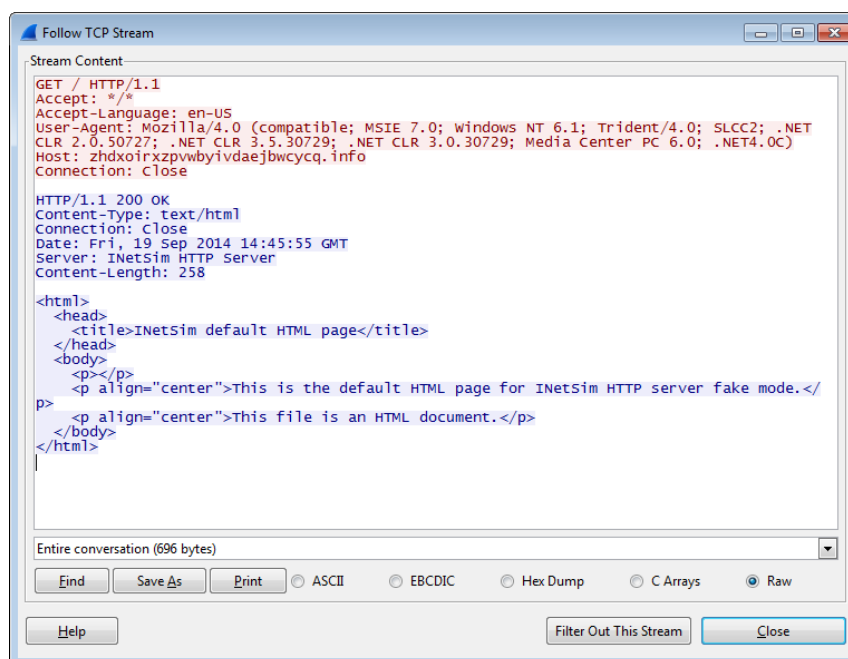 Follow TCP Stream
Stream Content
GET / HTTP/1.1
Accept: */*
Accept-Language: en-US
User-Agent: Mozilla/4.0 (compatible; MSIE 7.0; Windows NT 6.1; Trident/4.0; SLCC2; .NET
CLR 2.0.50727; .NET CLR 3.5.30729; .NET CLR 3.0.30729; Media Center PC 6.0; .NET4.0C)
Host: zhdxoirxzpvwbyivdaejbwcycq.info
Connection: Close
HTTP/1.1 200 OK
Content-Type: text/html
Connection: Close
Date: Fri, 19 Sep 2014 14:45:55 GMT
Server: INetSim HTTP Server
Content-Length: 258
<html>
  <head>
    <title>INetSim default HTML page</title>
  </head>
  <body>
    <p></p>
    <p align="center">This is the default HTML page for INetSim HTTP server fake mode.</
p>
    <p align="center">This file is an HTML document.</p>
  </body>
</html>
Entire conversation (696 bytes)
Find Save As Print ASCII EBCDIC Hex Dump C Arrays Raw
Help Filter Out This Stream Close